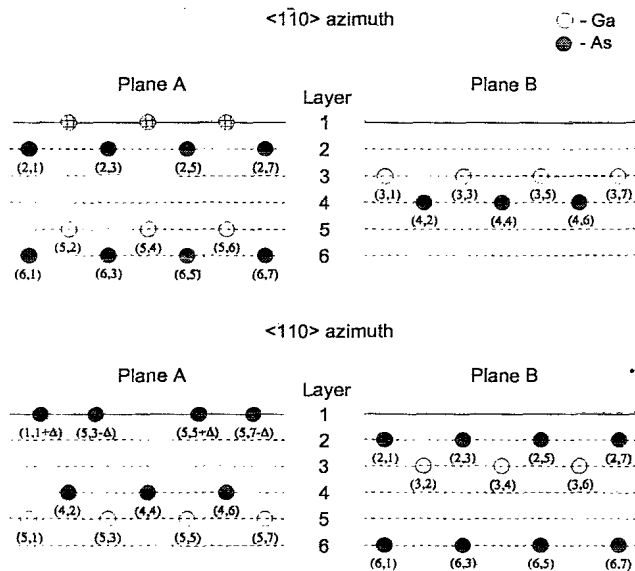 <11̄0> azimuth
- Ga
- As
Plane A
Layer
Plane B
1
2
(2,1) (2,3) (2,5) (2,7)
3
(3,1) (3,3) (3,5) (3,7)
4
(4,2) (4,4) (4,6)
5
(5,2) (5,4) (5,6)
6
(6,1) (6,3) (6,5) (6,7)
<110> azimuth
Plane A
Layer
Plane B
1
(1,1+Δ) (5,3-Δ) (5,5+Δ) (5,7-Δ)
2
(2,1) (2,3) (2,5) (2,7)
3
(3,2) (3,4) (3,6)
4
(4,2) (4,4) (4,6)
5
(5,1) (5,3) (5,5) (5,7)
6
(6,1) (6,3) (6,5) (6,7)